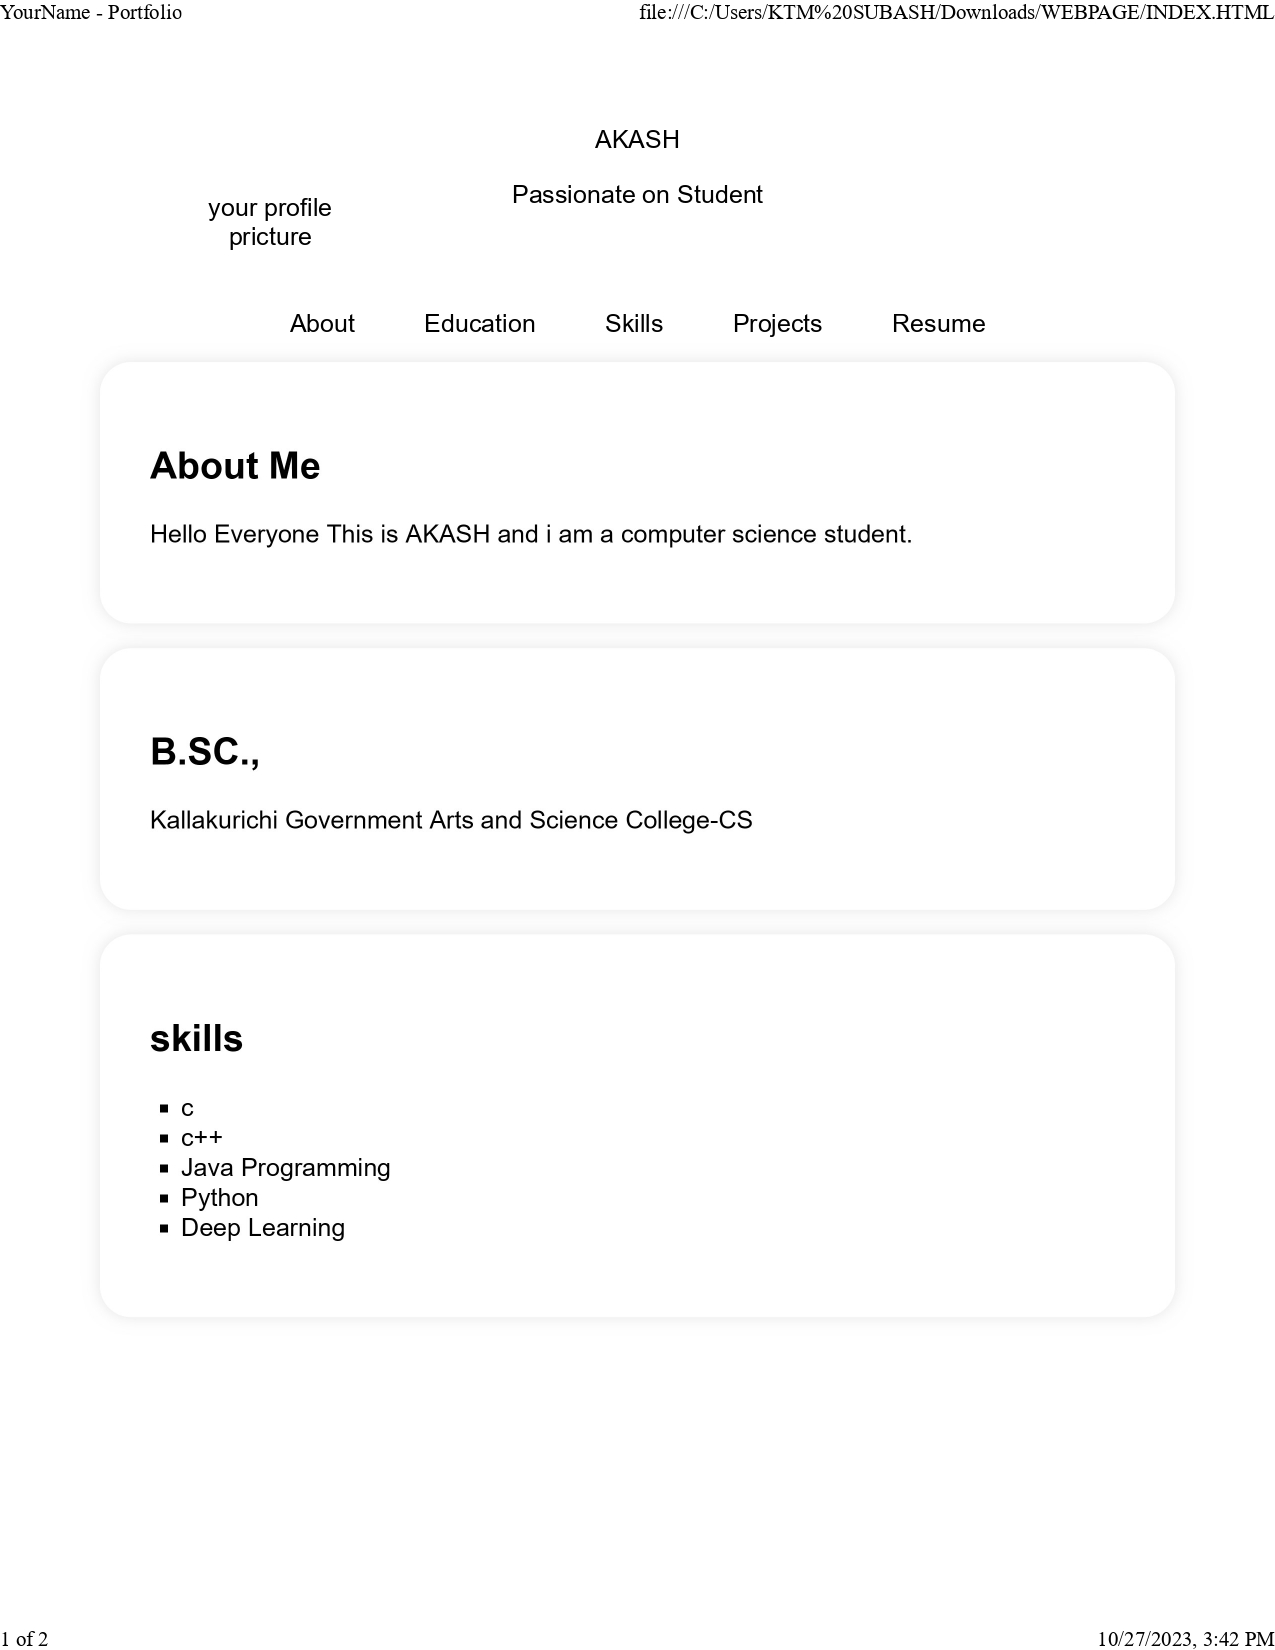 YourName - Portfolio
file:///C:/Users/KTM%20SUBASH/Downloads/WEBPAGE/INDEX.HTML
AKASH
Passionate on Student
your profile
pricture
About Education Skills Projects Resume
About Me
Hello Everyone This is AKASH and i am a computer science student.
B.SC.,
Kallakurichi Government Arts and Science College-CS
skills
c
c++
Java Programming
Python
Deep Learning
1 of 2
10/27/2023, 3:42 PM